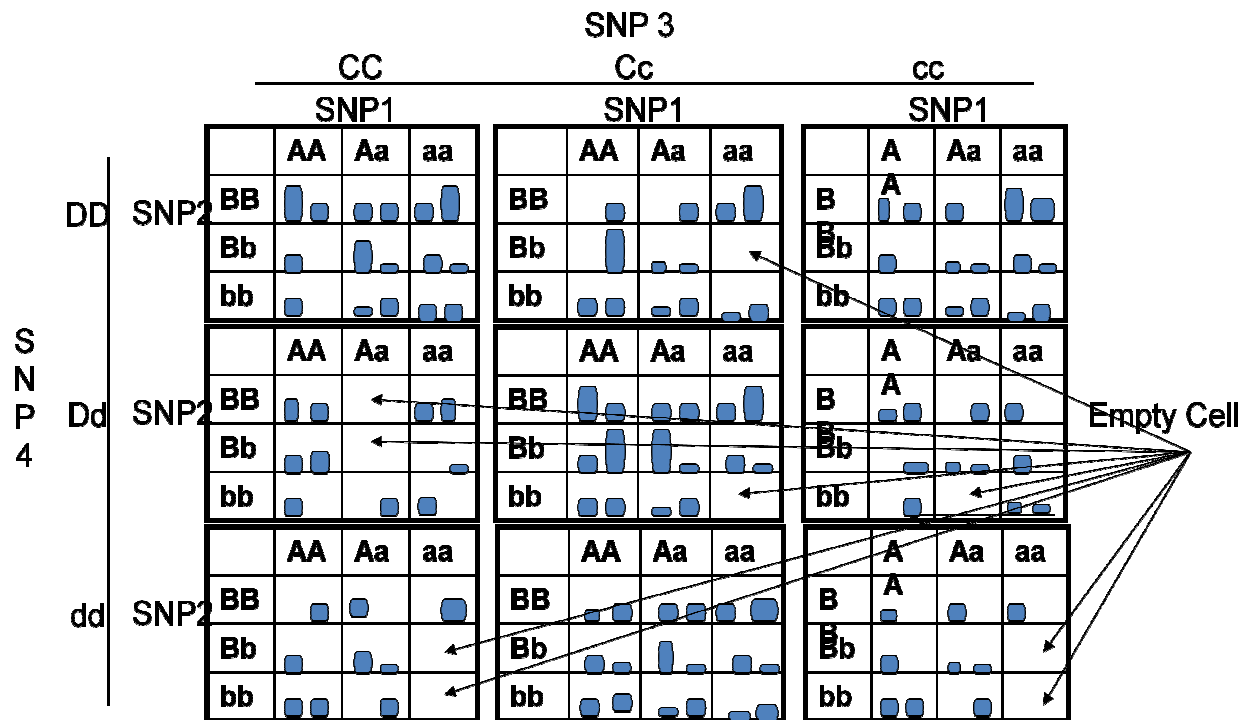 SNP 3
CC Cc cc
SNP1 SNP1 SNP1
AA Aa aa AA Aa aa A A Aa aa
DD SNP2 BB BB B B
Bb Bb Bb
bb bb bb
S N P 4
AA Aa aa AA Aa aa A A Aa aa
Dd SNP2 BB BB B B Empty Cell
Bb Bb Bb
bb bb bb
AA Aa aa AA Aa aa A A Aa aa
dd SNP2 BB BB B B
Bb Bb Bb
bb bb bb